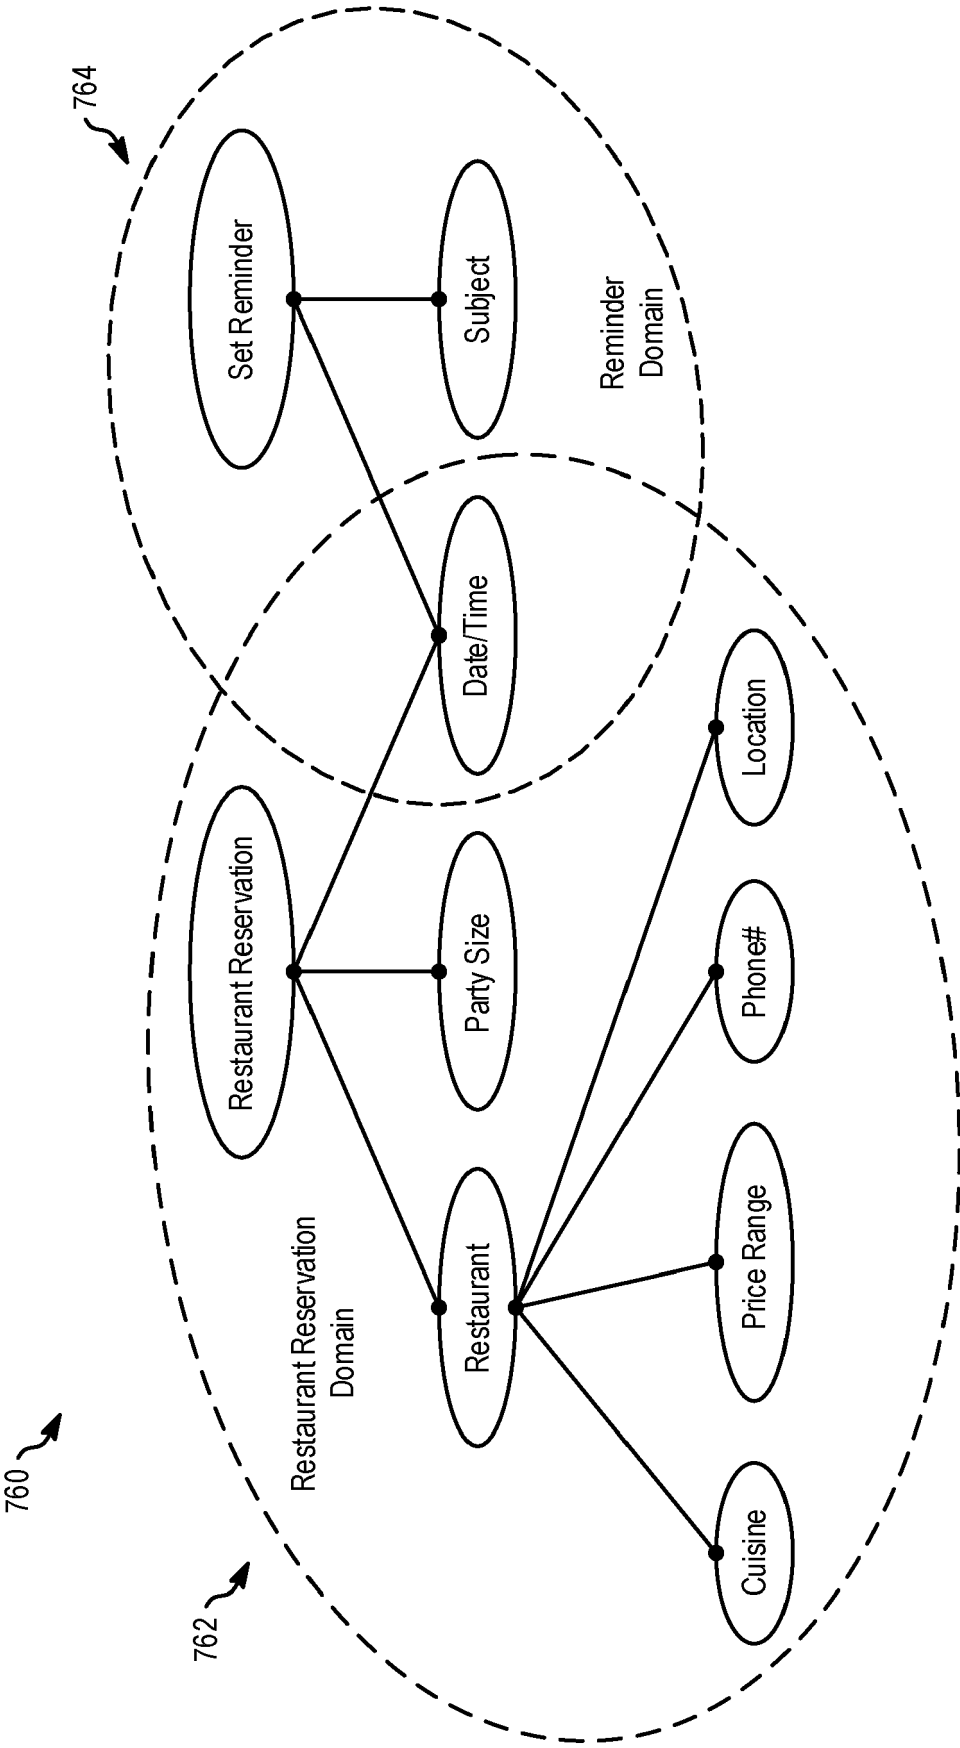 760
762
764
Restaurant Reservation
Domain
Restaurant Reservation
Set Reminder
Restaurant
Party Size
Date/Time
Subject
Reminder
Domain
Cuisine
Price Range
Phone#
Location